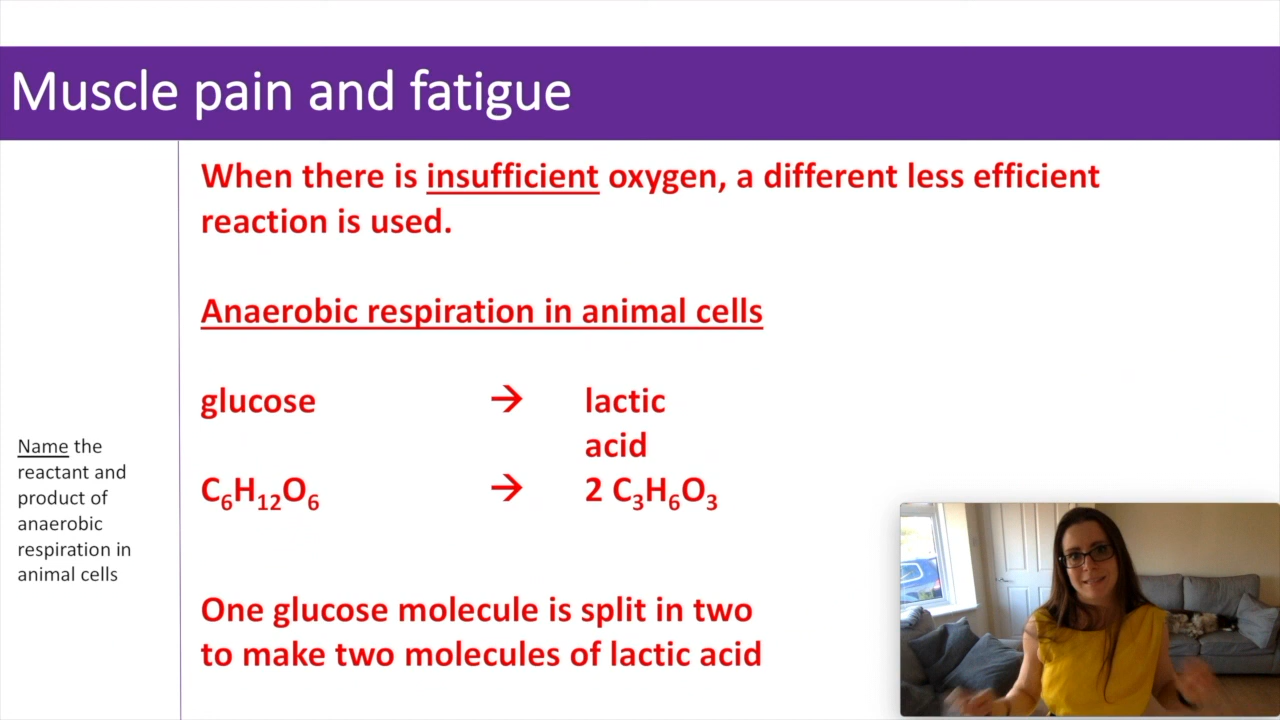 Muscle pain and fatigue
When there is insufficient oxygen, a different less efficient
reaction is used.
Anaerobic respiration in animal cells
glucose → lactic
acid
C₆H₁₂O₆ → 2 C₃H₆O₃
One glucose molecule is split in two
to make two molecules of lactic acid
Name the
reactant and
product of
anaerobic
respiration in
animal cells